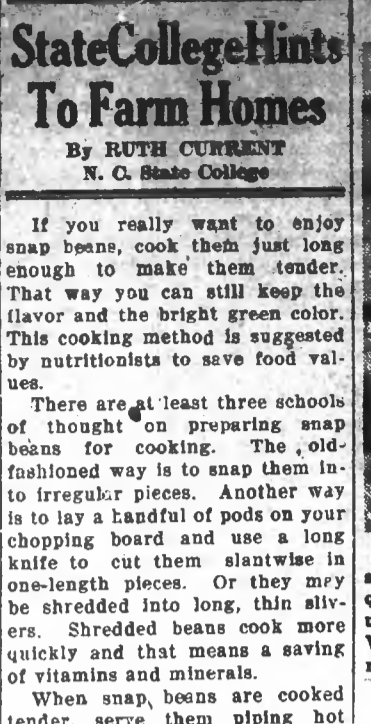 StateCollegeHints
To Farm Homes
By RUTH CURRENT
N. C. State College
If you really want to enjoy
snap beans, cook them just long
enough to make them tender.
That way you can still keep the
flavor and the bright green color.
This cooking method is suggested
by nutritionists to save food val-
ues.
There are at least three schools
of thought on preparing snap
beans for cooking. The old-
fashioned way is to snap them in-
to irregular pieces. Another way
is to lay a handful of pods on your
chopping board and use a long
knife to cut them slantwise in
one-length pieces. Or they may
be shredded into long, thin sliv-
ers. Shredded beans cook more
quickly and that means a saving
of vitamins and minerals.
When snap beans are cooked
tender, serve them piping hot